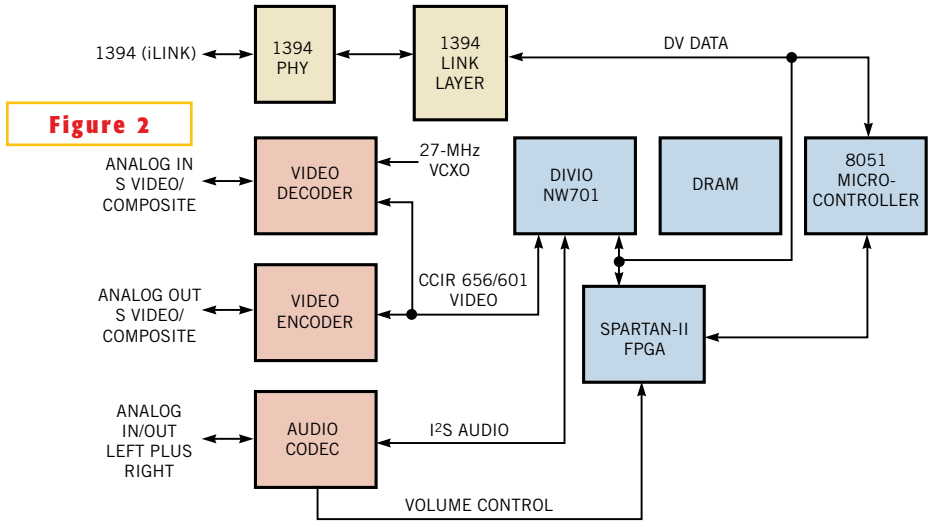 1394 (iLINK)
1394
PHY
1394
LINK
LAYER
DV DATA
Figure 2
ANALOG IN
S VIDEO/
COMPOSITE
VIDEO
DECODER
27-MHz
VCXO
DIVIO
NW701
DRAM
8051
MICRO-
CONTROLLER
ANALOG OUT
S VIDEO/
COMPOSITE
VIDEO
ENCODER
CCIR 656/601
VIDEO
SPARTAN-II
FPGA
ANALOG
IN/OUT
LEFT PLUS
RIGHT
AUDIO
CODEC
I²S AUDIO
VOLUME CONTROL